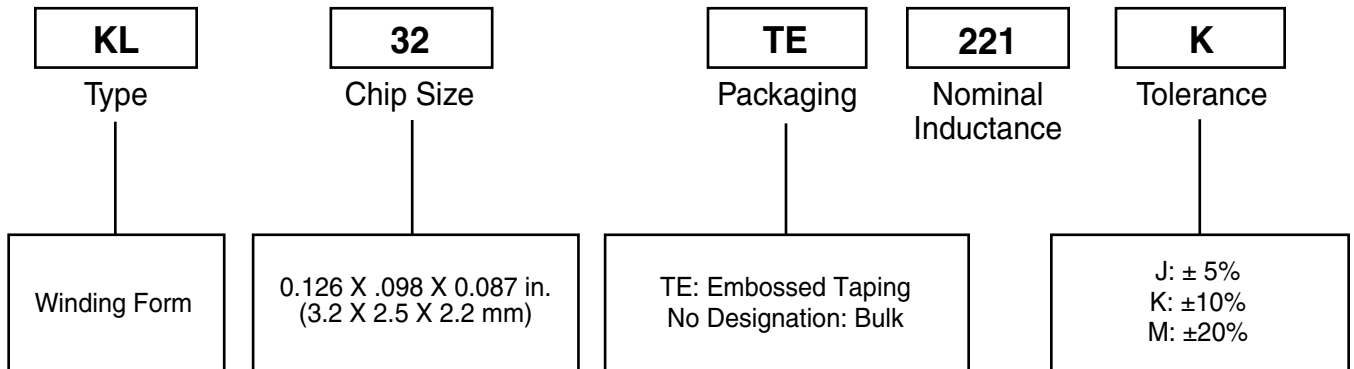 KL 32 TE 221 K
Type Chip Size Packaging Nominal Inductance Tolerance
Winding Form
0.126 X .098 X 0.087 in.
(3.2 X 2.5 X 2.2 mm)
TE: Embossed Taping
No Designation: Bulk
J: ± 5%
K: ±10%
M: ±20%